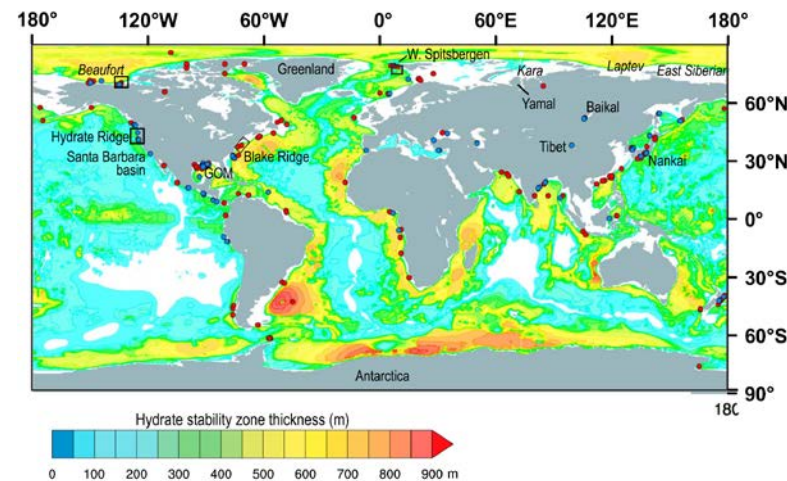 180° 120°W 60°W 0° 60°E 120°E 180°
W. Spitsbergen
Beaufort
Greenland
Kara
Laptev
East Siberian
Yamal
Baikal
60°N
Hydrate Ridge
Santa Barbara
basin
GOM
Blake Ridge
Tibet
Nankai
30°N
0°
30°S
60°S
Antarctica
90°
180
Hydrate stability zone thickness (m)
0 100 200 300 400 500 600 700 800 900 m